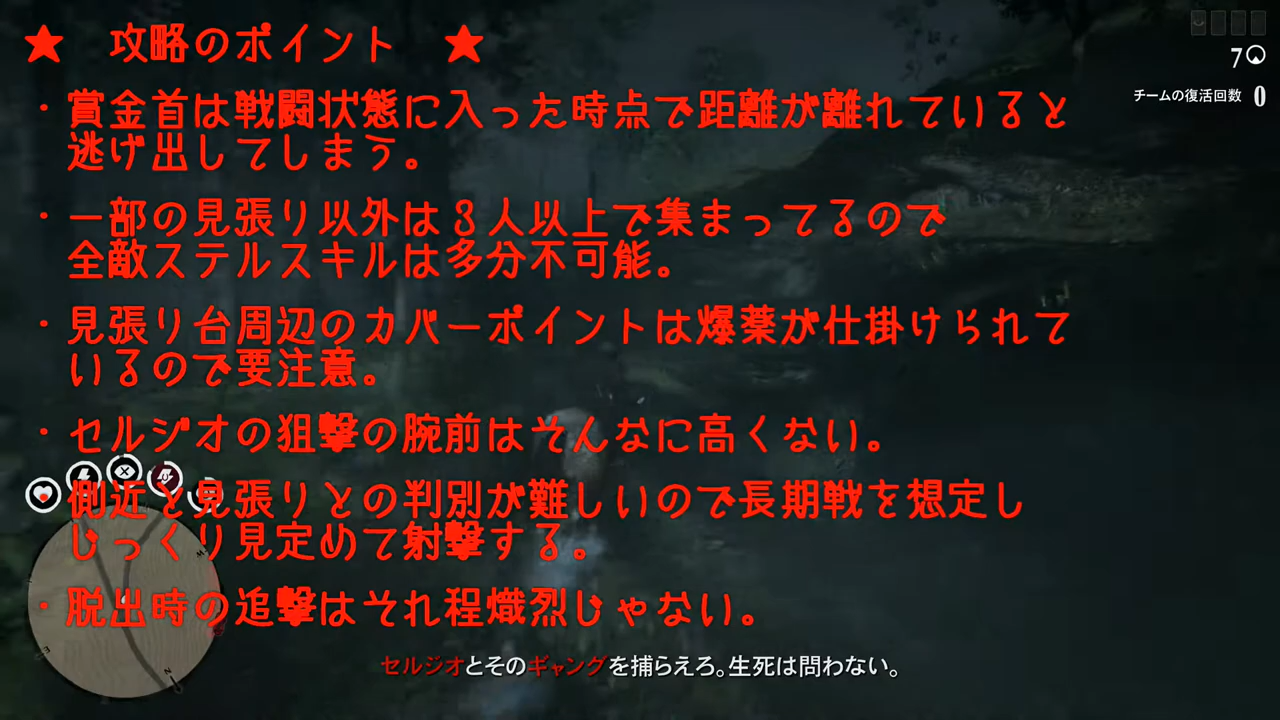 ★　攻略のポイント　★
7
チームの復活回数 0
・賞金首は戦闘状態に入った時点で距離が離れていると
逃げ出してしまう。
・一部の見張り以外は３人以上で集まってるので
全敵ステルスキルは多分不可能。
・見張り台周辺のカバーポイントは爆薬が仕掛けられて
いるので要注意。
・セルジオの狙撃の腕前はそんなに高くない。
・側近と見張りとの判別が難しいので長期戦を想定し
じっくり見定めて射撃する。
・脱出時の追撃はそれ程熾烈じゃない。
セルジオとそのギャングを捕らえろ。生死は問わない。